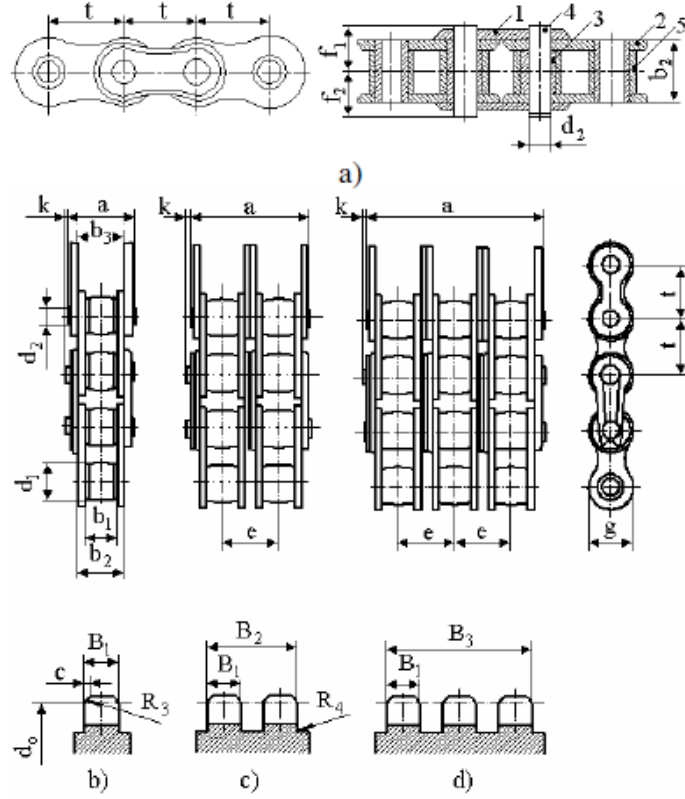 t t t
f₁ f₂ 1 4 3 2 5 b₂
d₂
a)
k a k a k a
b₃
d₂ t
t
d₁
b₁ e e e g
b₂
B₁ B₂ B₃
c B₁ B₁
R₃ R₄
d₀
b) c) d)